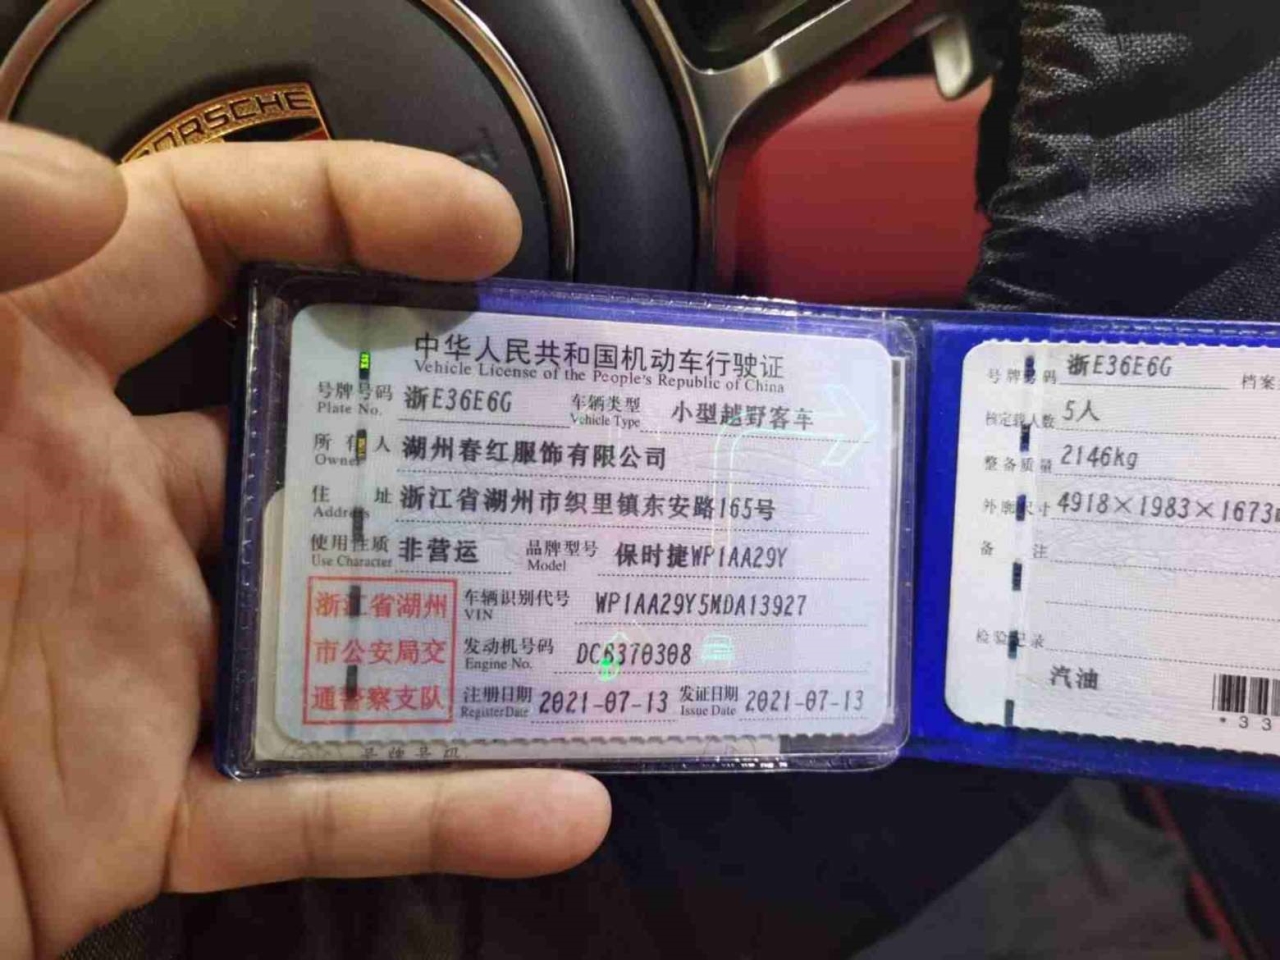 PORSCHE
中华人民共和国机动车行驶证
Vehicle License of the People's Republic of China
号牌号码 浙E36E6G 车辆类型 小型越野客车
Plate No. Vehicle Type
所有人 湖州春红服饰有限公司
Owner
住址 浙江省湖州市织里镇东安路165号
Address
使用性质 非营运 品牌型号 保时捷WP1AA29Y
Use Character Model
浙江省湖州
市公安局交
通警察支队
车辆识别代号 WP1AA29Y5MDA13927
VIN
发动机号码 DC6370308
Engine No.
注册日期 2021-07-13 发证日期 2021-07-13
Register Date Issue Date
号牌号码
号牌号码 浙E36E6G 档案
核定载人数 5人
整备质量 2146kg
外廓尺寸 4918×1983×1673
备注
检验记录
汽油
*33